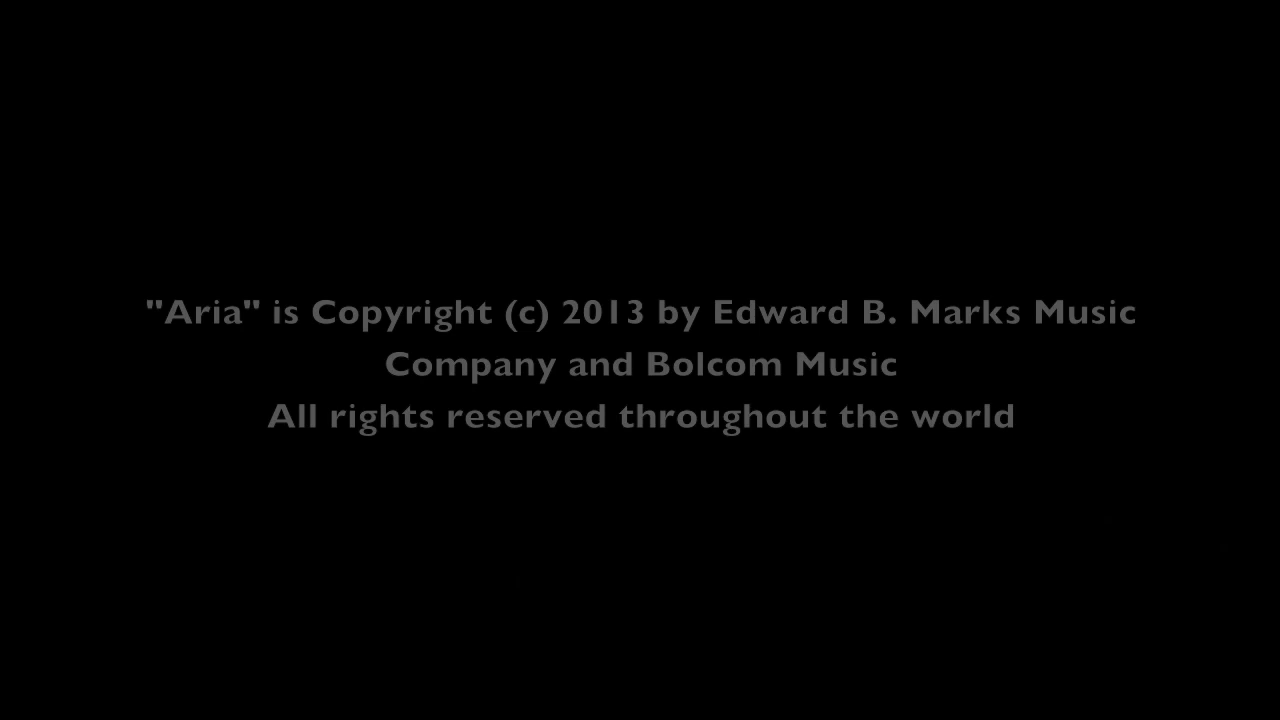 "Aria" is Copyright (c) 2013 by Edward B. Marks Music
Company and Bolcom Music
All rights reserved throughout the world